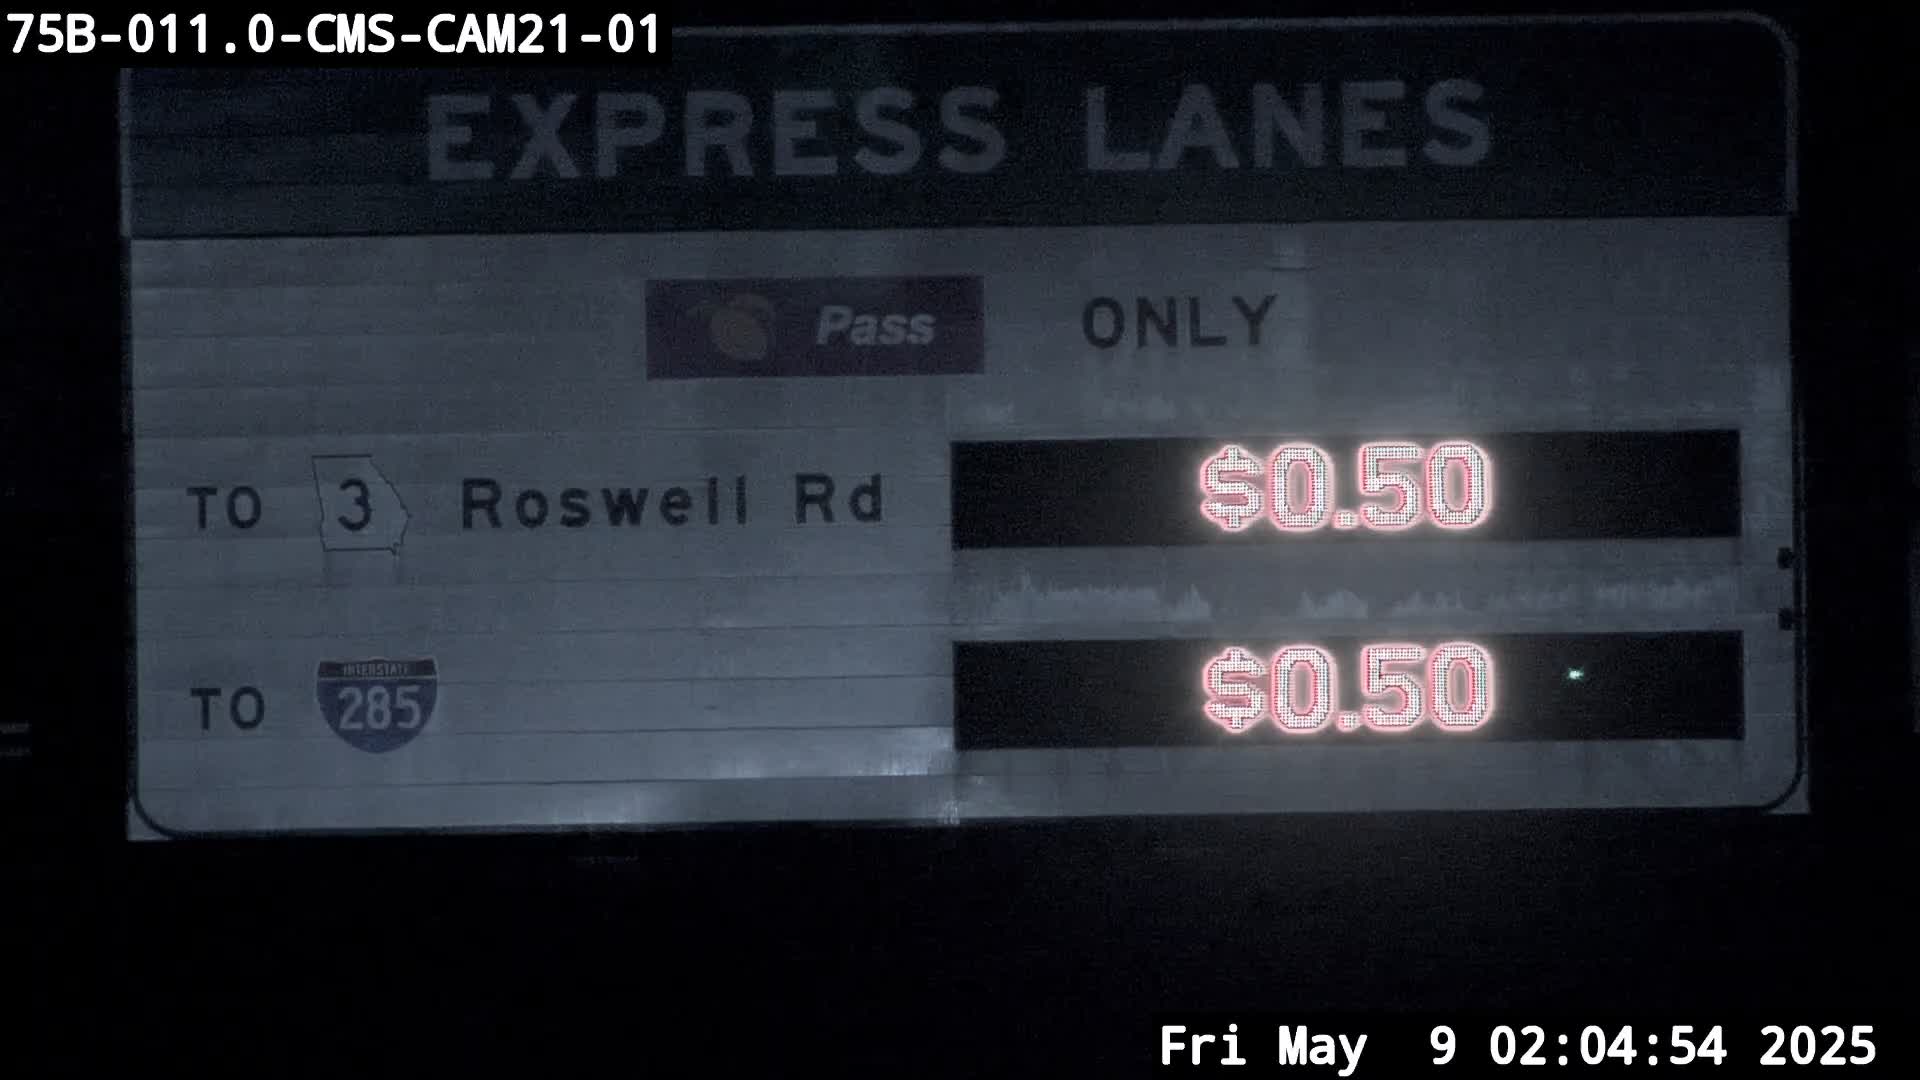 75B-011.0-CMS-CAM21-01
EXPRESS LANES
Pass ONLY
TO 3 Roswell Rd $0.50
TO INTERSTATE 285 $0.50
Fri May 9 02:04:54 2025